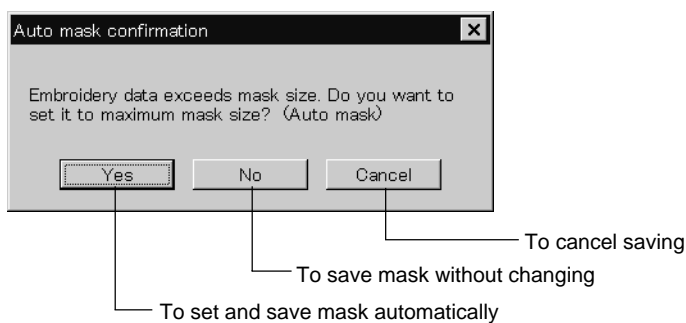 Auto mask confirmation
Embroidery data exceeds mask size. Do you want to
set it to maximum mask size? (Auto mask)
Yes No Cancel
To cancel saving
To save mask without changing
To set and save mask automatically